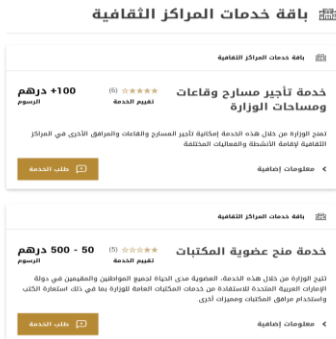 باقة خدمات المراكز الثقافية
باقة خدمات المراكز الثقافية
خدمة تأجير مسارح وقاعات
ومساحات الوزارة
(6)
تقييم الخدمة
100+ درهم
الرسوم
تمنح الوزارة من خلال هذه الخدمة إمكانية تأجير المسارح والقاعات والمرافق الأخرى في المراكز
الثقافية لإقامة الأنشطة والفعاليات المختلفة
معلومات إضافية
طلب الخدمة
باقة خدمات المراكز الثقافية
خدمة منح عضوية المكتبات
(5)
تقييم الخدمة
50 - 500 درهم
الرسوم
تتيح الوزارة من خلال هذه الخدمة، العضوية مدى الحياة لجميع المواطنين والمقيمين في دولة
الإمارات العربية المتحدة للاستفادة من خدمات المكتبات العامة للوزارة بما في ذلك استعارة الكتب
واستخدام مرافق المكتبات ومميزات أخرى.
معلومات إضافية
طلب الخدمة